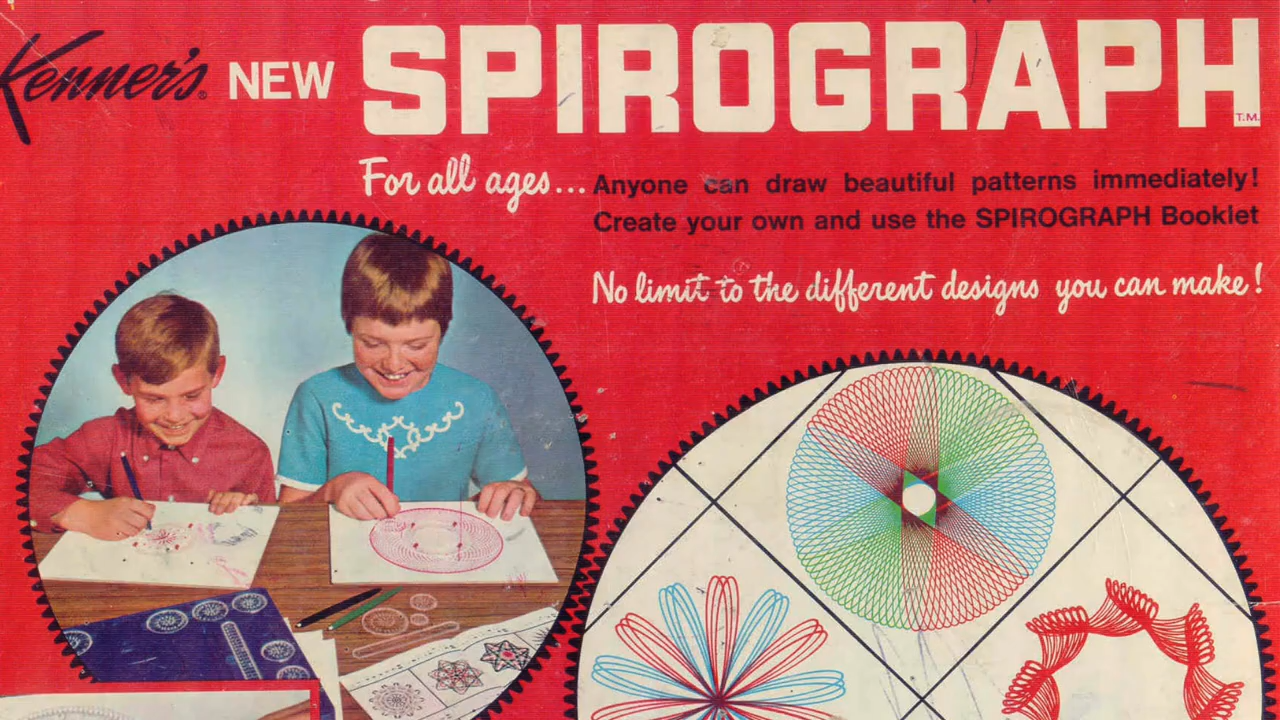 Kenner's® NEW SPIROGRAPH T.M.
For all ages... Anyone can draw beautiful patterns immediately!
Create your own and use the SPIROGRAPH Booklet
No limit to the different designs you can make!